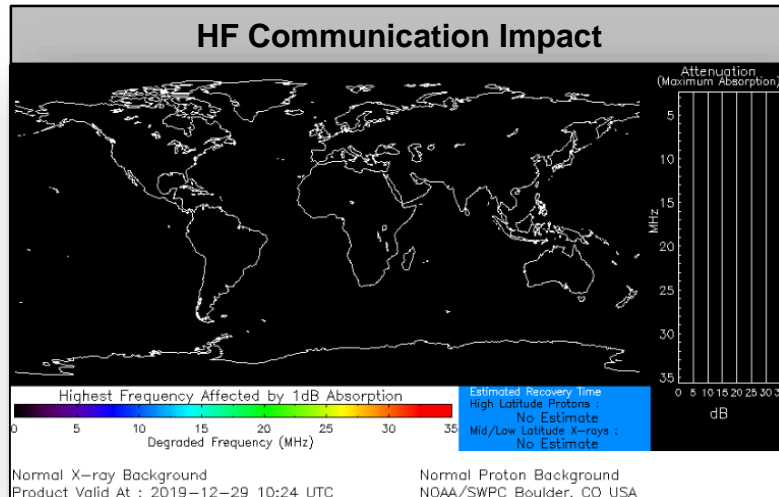 HF Communication Impact
Attenuation
(Maximum Absorption)
5
10
15
20
25
30
35
MHz
0 5 10 15 20 25 30
dB
Highest Frequency Affected by 1dB Absorption
0 5 10 15 20 25 30 35
Degraded Frequency (MHz)
Estimated Recovery Time
High Latitude Protons :
No Estimate
Mid/Low Latitude X-rays :
No Estimate
Normal X-ray Background
Normal Proton Background
Product Valid At : 2019-12-29 10:24 UTC
NOAA/SWPC Boulder, CO USA